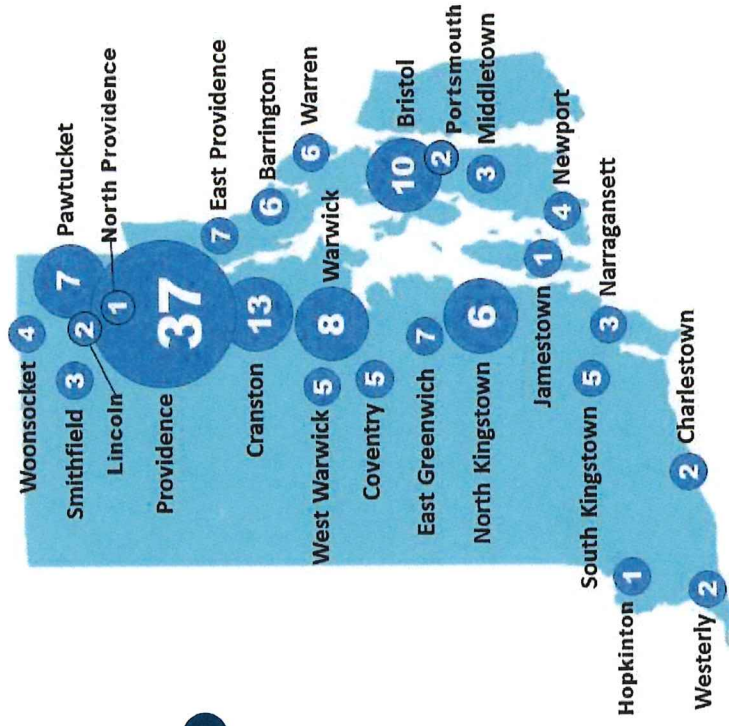 Woonsocket
4
Smithfield
3
Pawtucket
7
Lincoln
2
North Providence
1
Providence
37
East Providence
7
Cranston
13
Barrington
6
Warren
6
West Warwick
5
Warwick
8
Coventry
5
Bristol
10
East Greenwich
7
Portsmouth
2
North Kingstown
6
Middletown
3
Jamestown
1
Newport
4
South Kingstown
5
Narragansett
3
Hopkinton
1
Charlestown
2
Westerly
2